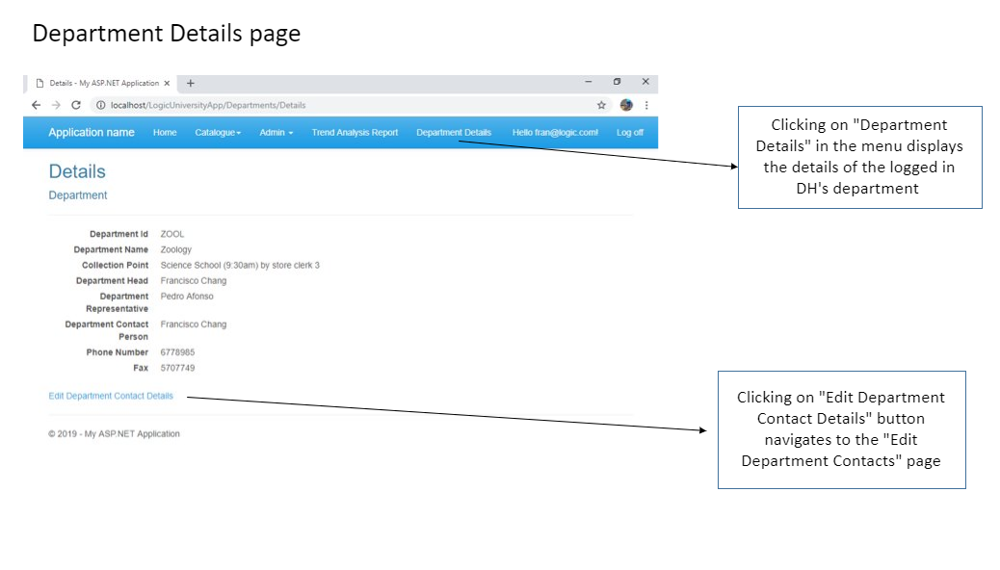 Department Details page
Details - My ASP.NET Application
localhost/LogicUniversityApp/Departments/Details
Application name Home Catalogue Admin Trend Analysis Report Department Details Hello fran@logic.com! Log off
Details
Department
Department Id ZOOL
Department Name Zoology
Collection Point Science School (9:30am) by store clerk 3
Department Head Francisco Chang
Department Pedro Afonso
Representative
Department Contact Francisco Chang
Person
Phone Number 6778985
Fax 5707749
Edit Department Contact Details
© 2019 - My ASP.NET Application
Clicking on "Department
Details" in the menu displays
the details of the logged in
DH's department
Clicking on "Edit Department
Contact Details" button
navigates to the "Edit
Department Contacts" page